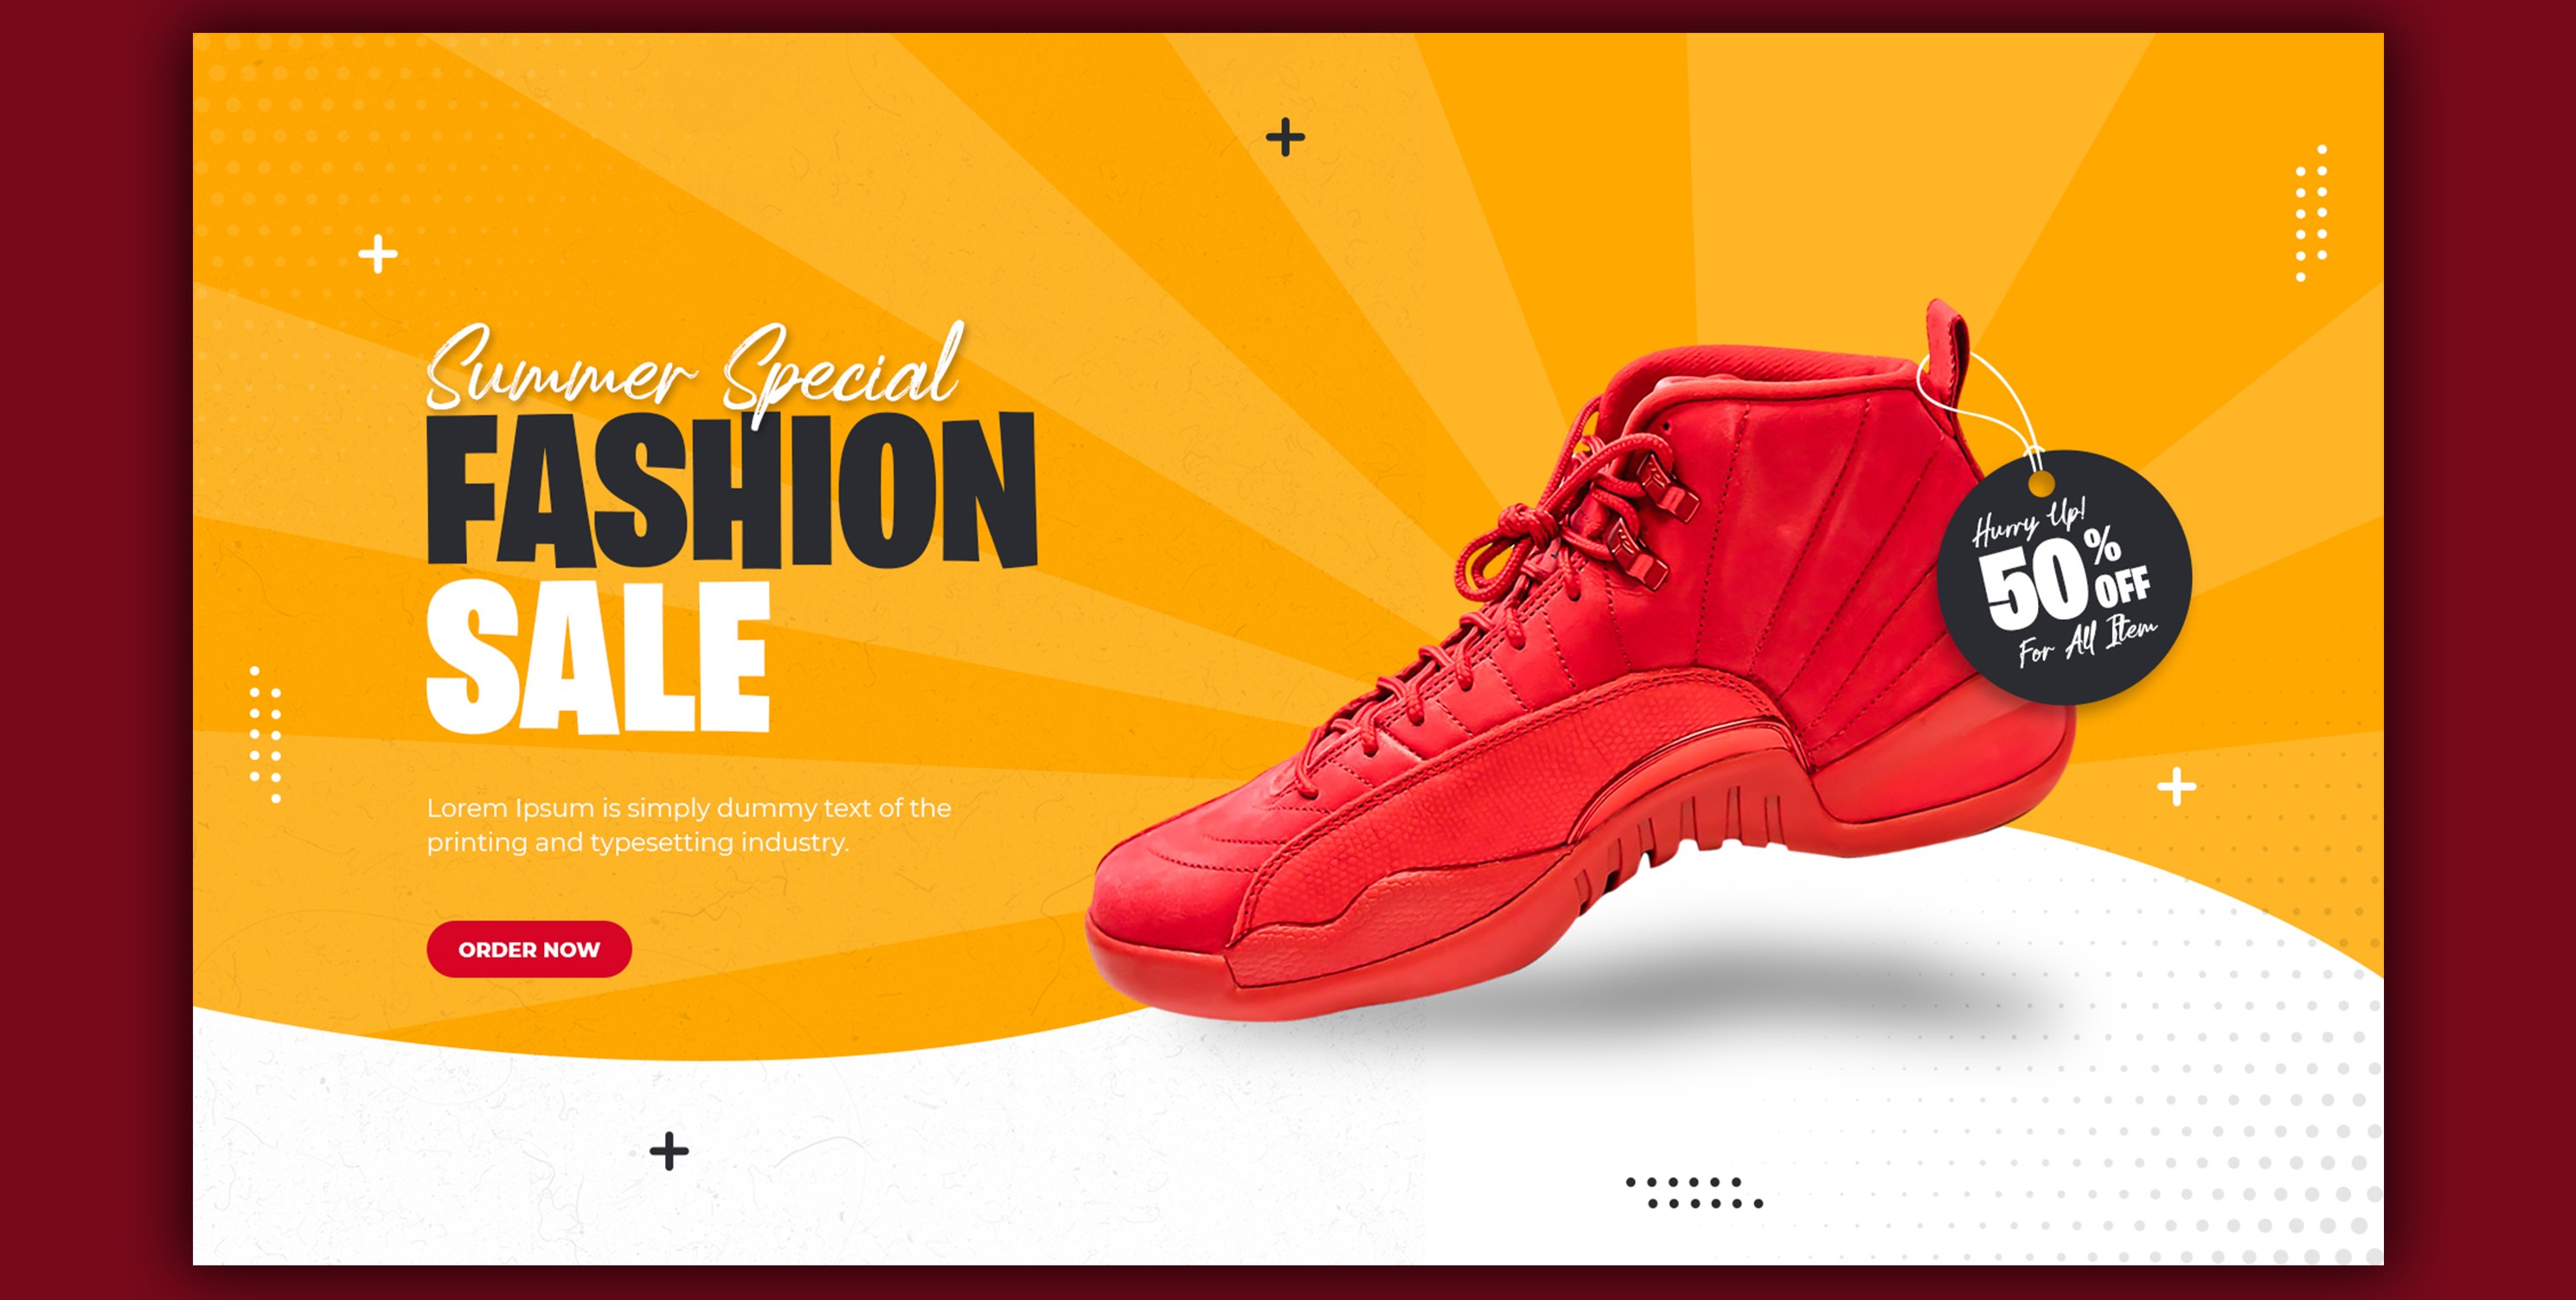 Summer Special
FASHION
SALE
Lorem Ipsum is simply dummy text of the
printing and typesetting industry.
ORDER NOW
Hurry Up!
50%
OFF
For All Item